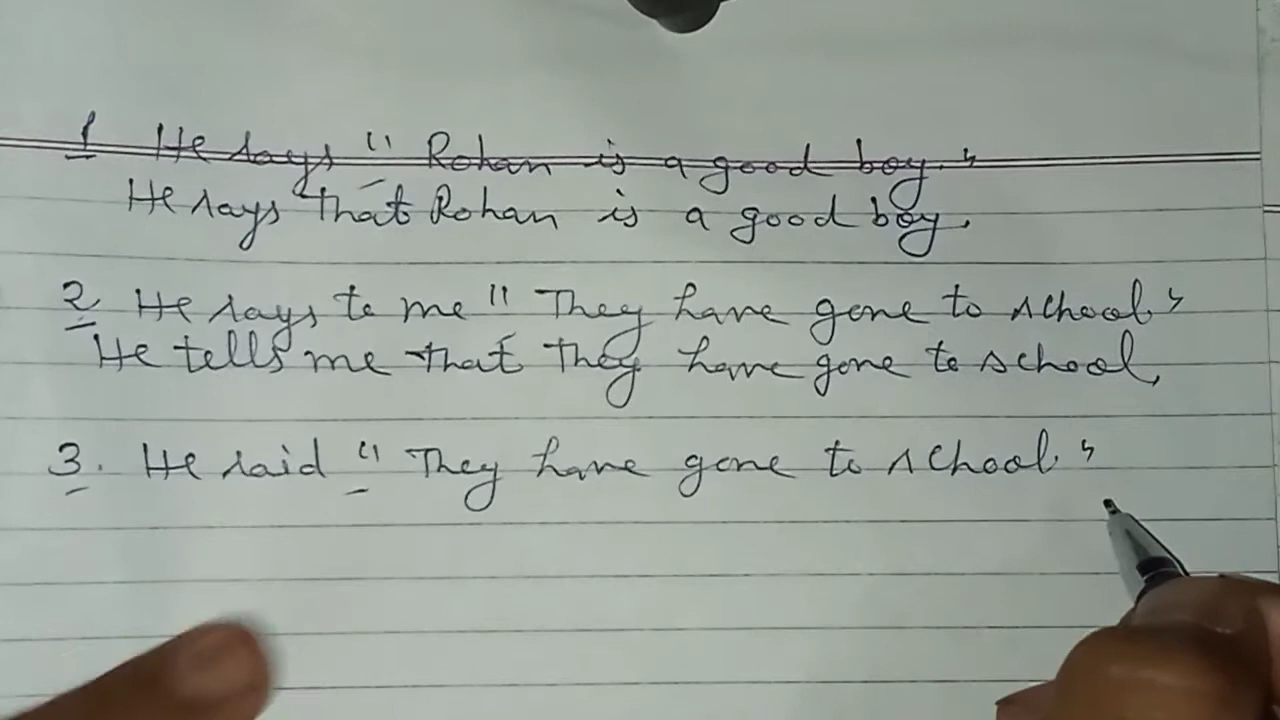 1 He says " Rohan is a good boy."
He says that Rohan is a good boy.
2 He says to me " They have gone to school"
He tells me that they have gone to school.
3. He said " They have gone to school"